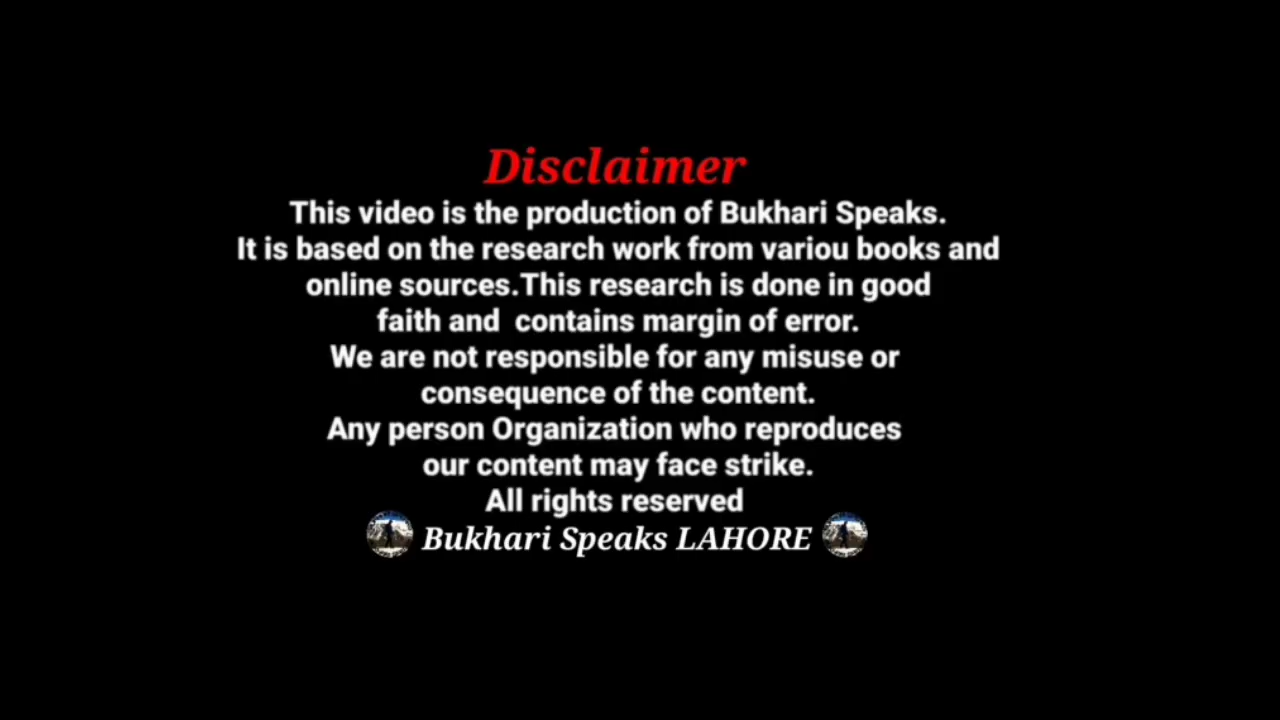 Disclaimer
This video is the production of Bukhari Speaks.
It is based on the research work from variou books and
online sources.This research is done in good
faith and  contains margin of error.
We are not responsible for any misuse or
consequence of the content.
Any person Organization who reproduces
our content may face strike.
All rights reserved
Bukhari Speaks LAHORE